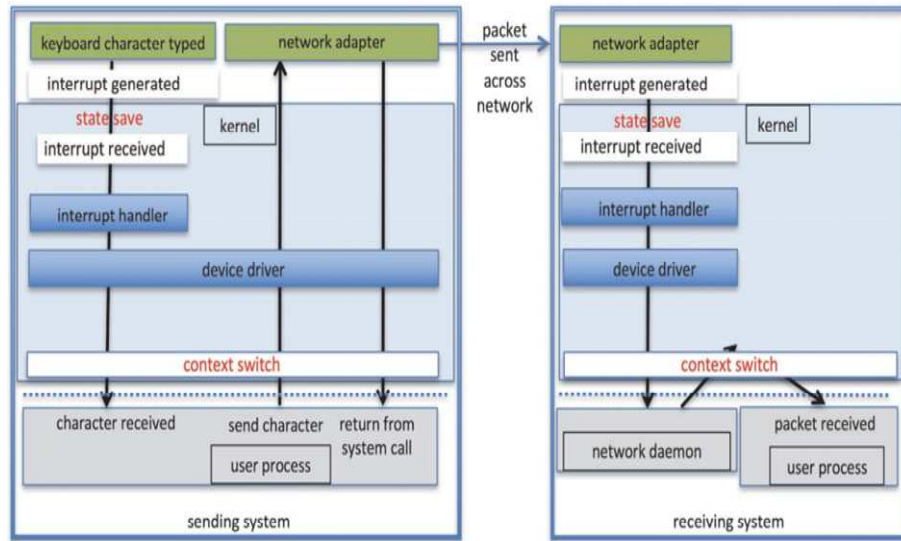 keyboard character typed
network adapter
interrupt generated
state save
kernel
interrupt received
interrupt handler
device driver
context switch
character received
send character
return from
system call
user process
sending system
packet
sent
across
network
network adapter
interrupt generated
state save
kernel
interrupt received
interrupt handler
device driver
context switch
network daemon
packet received
user process
receiving system